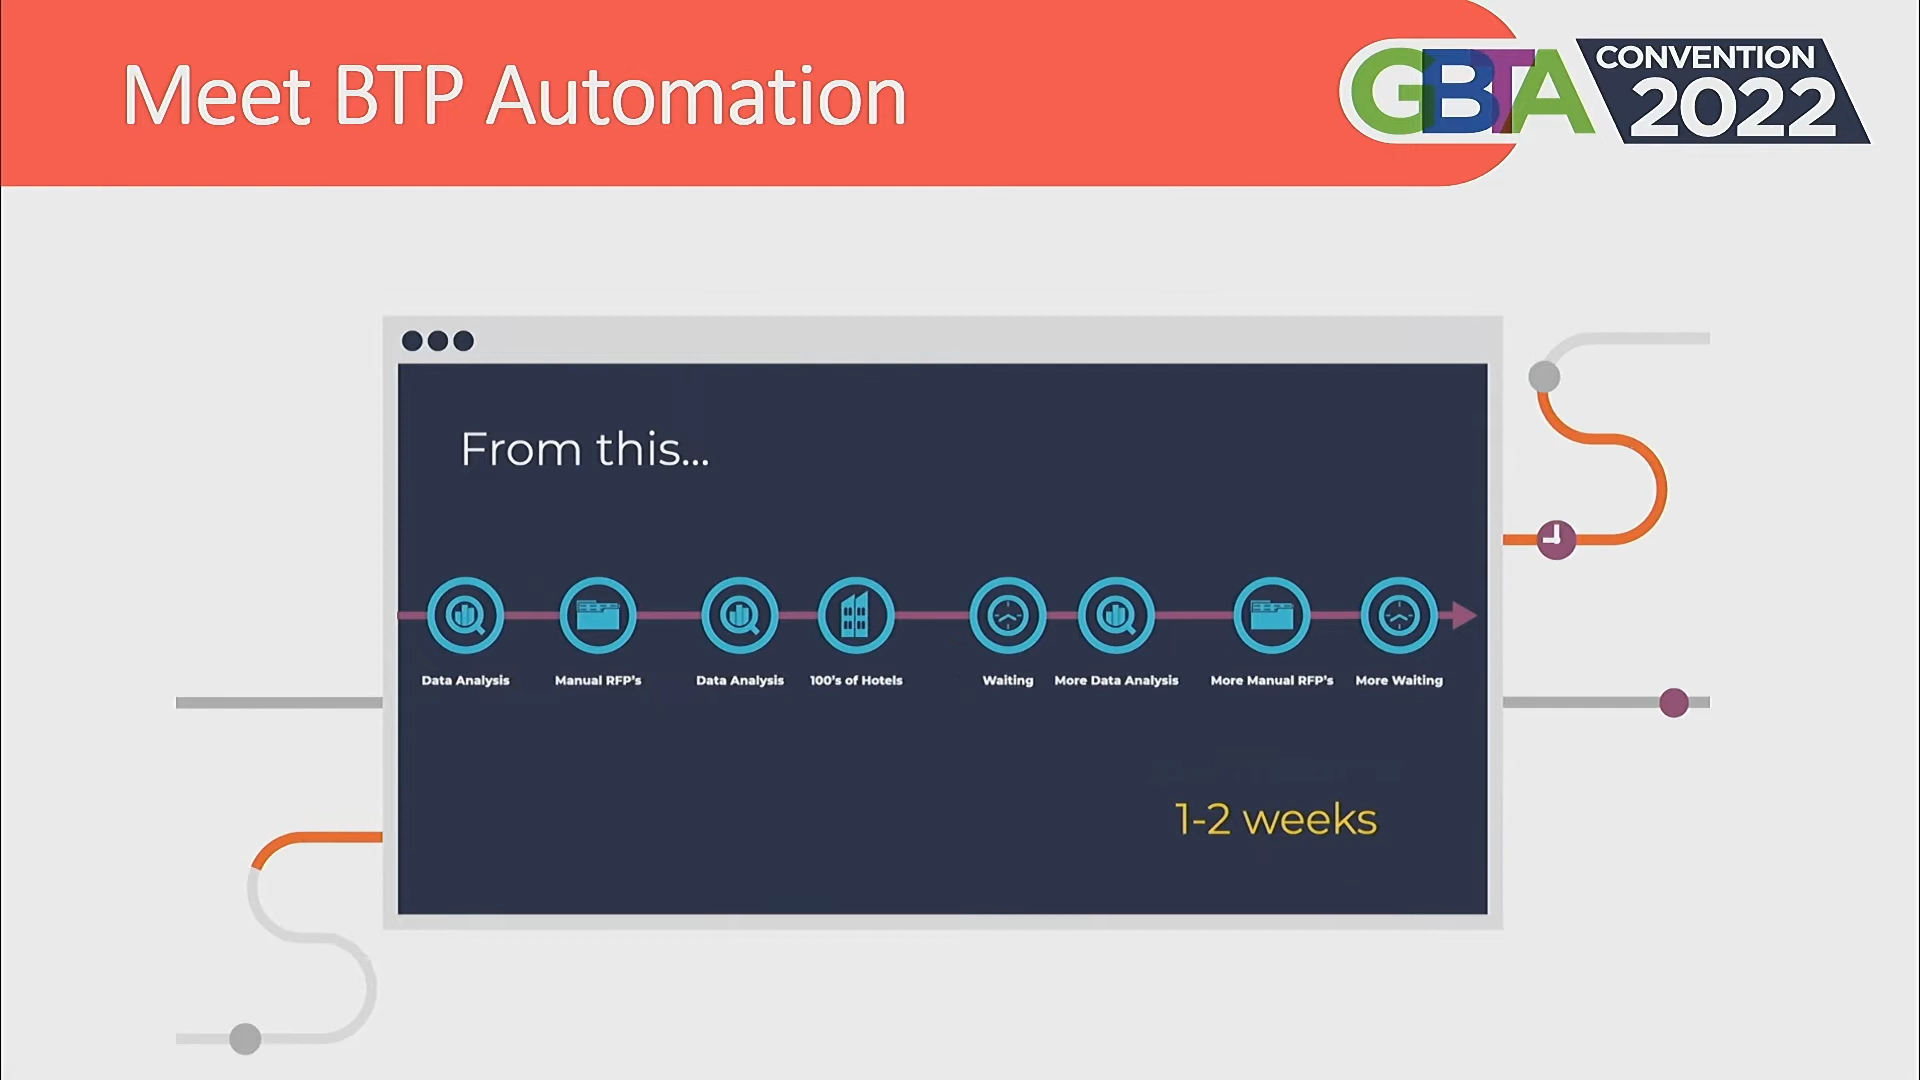 Meet BTP Automation
GBTA
CONVENTION
2022
From this...
Data Analysis
Manual RFP's
Data Analysis
100's of Hotels
Waiting
More Data Analysis
More Manual RFP's
More Waiting
1-2 weeks